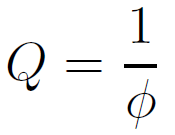 Q = 1/ϕ